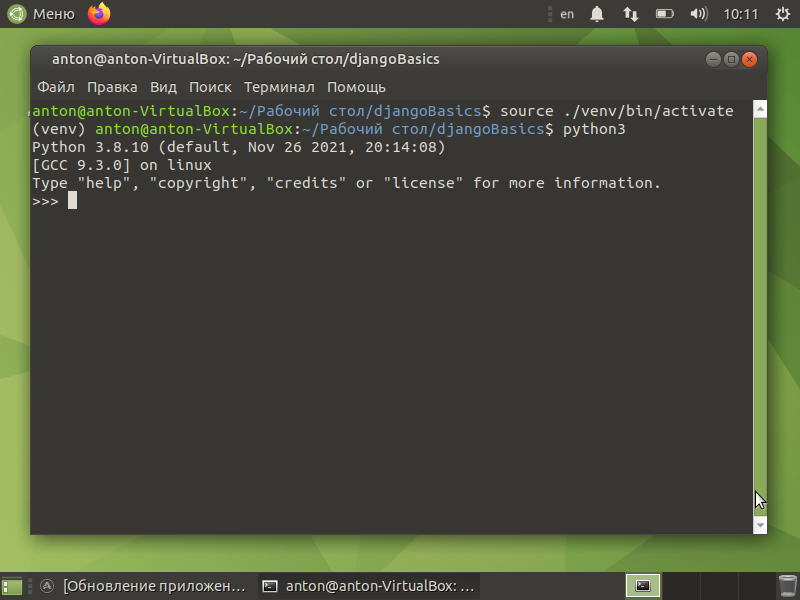 Меню
en
10:11
anton@anton-VirtualBox: ~/Рабочий стол/djangoBasics
Файл Правка Вид Поиск Терминал Помощь
anton@anton-VirtualBox:~/Рабочий стол/djangoBasics$ source ./venv/bin/activate
(venv) anton@anton-VirtualBox:~/Рабочий стол/djangoBasics$ python3
Python 3.8.10 (default, Nov 26 2021, 20:14:08)
[GCC 9.3.0] on linux
Type "help", "copyright", "credits" or "license" for more information.
>>>
[Обновление приложен...
anton@anton-VirtualBox: ...